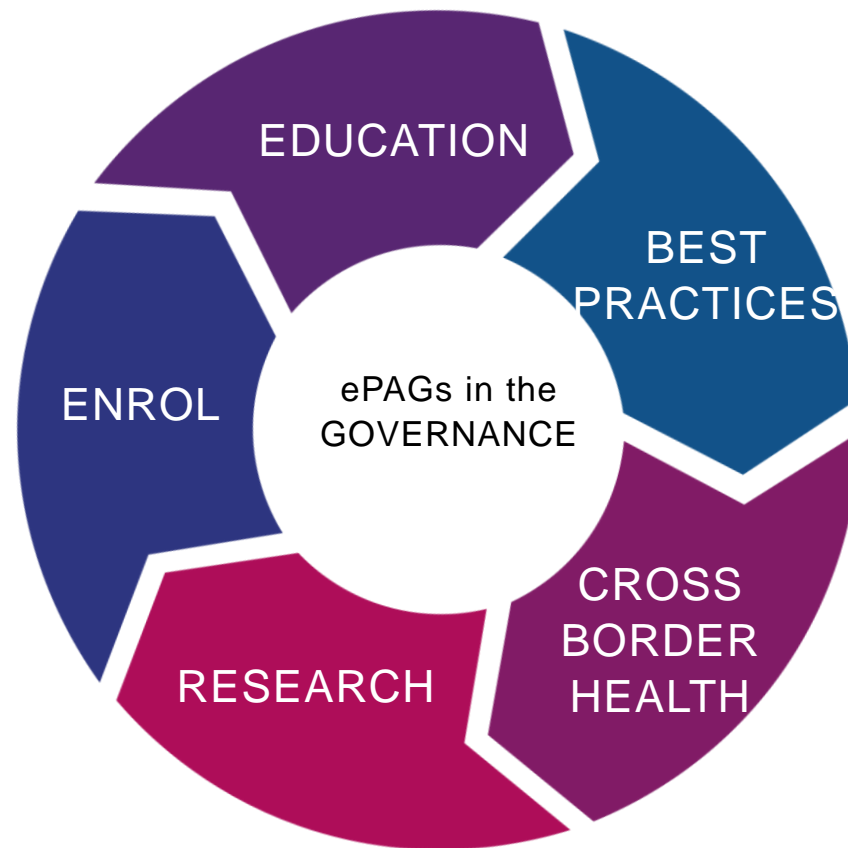 EDUCATION
BEST
PRACTICES
ePAGs in the
GOVERNANCE
ENROL
CROSS
BORDER
HEALTH
RESEARCH